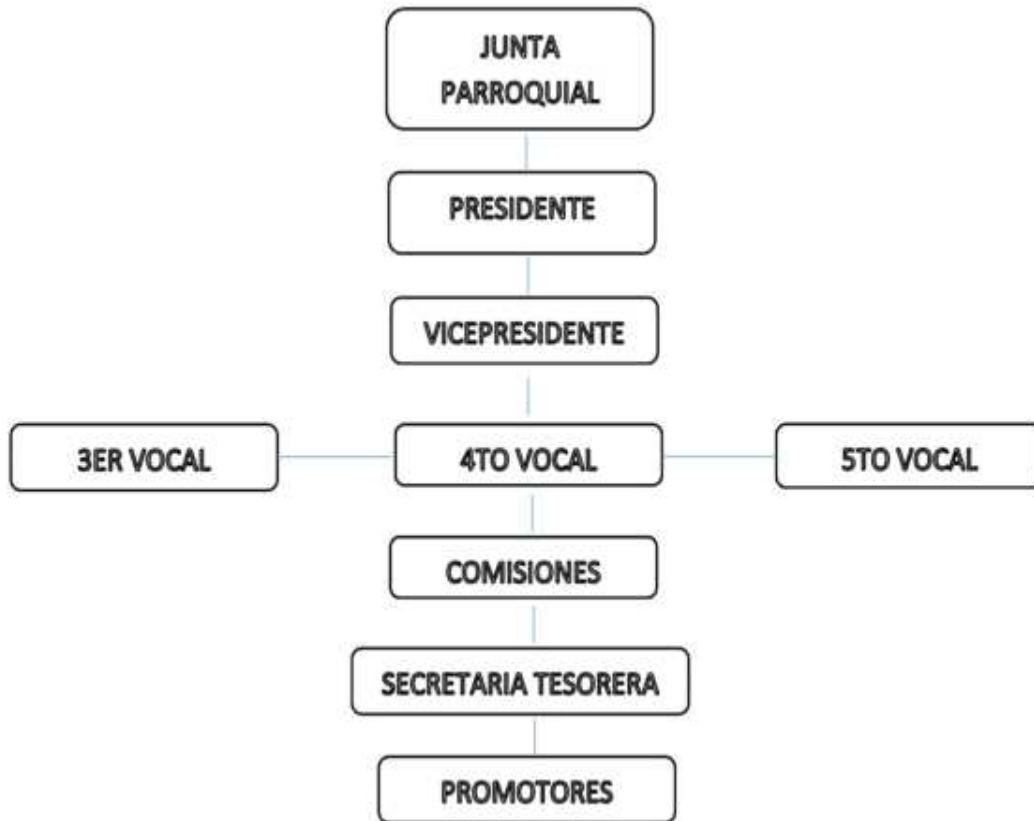 JUNTA
PARROQUIAL
PRESIDENTE
VICEPRESIDENTE
3ER VOCAL
4TO VOCAL
5TO VOCAL
COMISIONES
SECRETARIA TESORERA
PROMOTORES